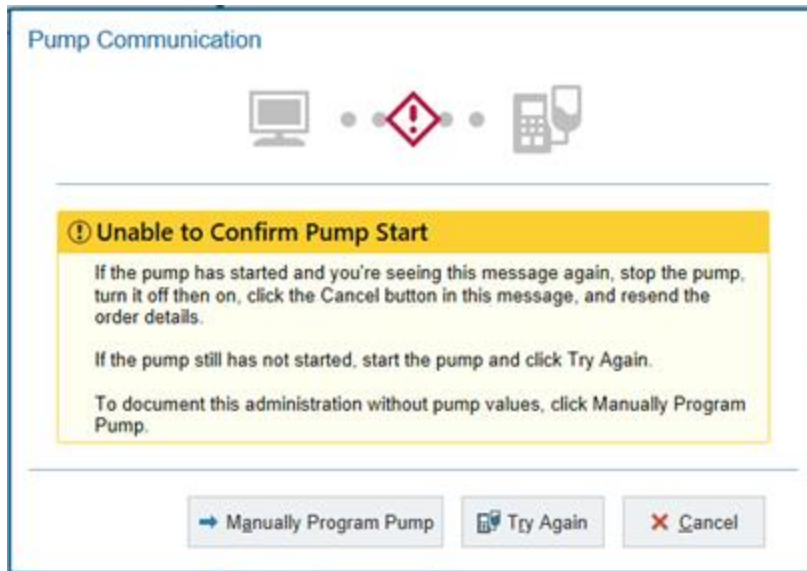 Pump Communication
Unable to Confirm Pump Start
If the pump has started and you're seeing this message again, stop the pump,
turn it off then on, click the Cancel button in this message, and resend the
order details.
If the pump still has not started, start the pump and click Try Again.
To document this administration without pump values, click Manually Program
Pump.
Manually Program Pump
Try Again
Cancel